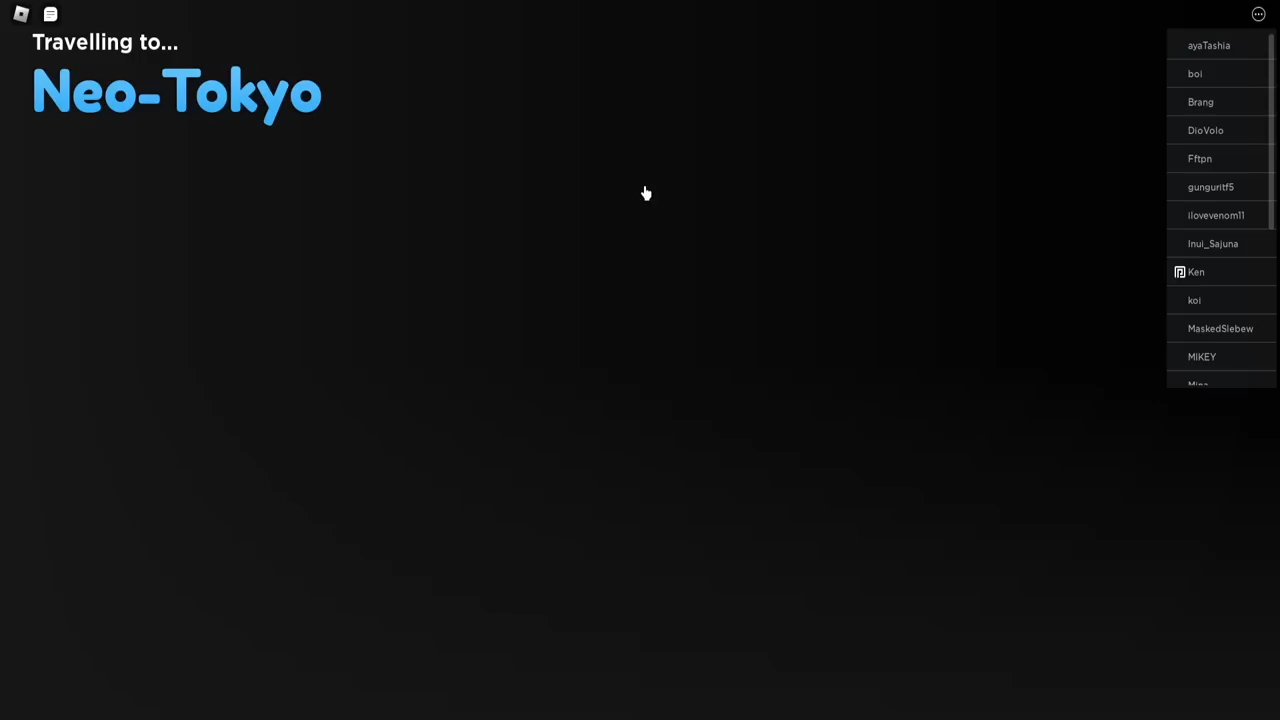 Travelling to...
Neo-Tokyo
ayaTashia
boi
Brang
DioVolo
Fftpn
gunguritf5
ilovevenom11
Inui_Sajuna
Ken
koi
MaskedSlebew
MIKEY